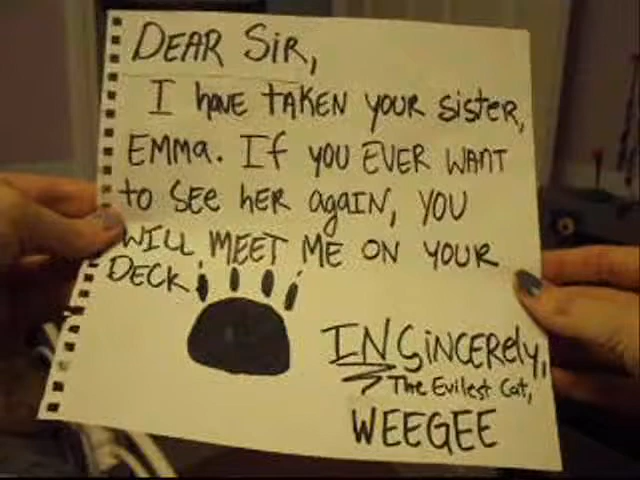 DEAR SIR,
I have TAKEN YOUR SISTER,
EMMA. If YOU EVER WANT
to SEE HER AGAIN, YOU
WILL MEET ME ON YOUR
DECK.
INSINCERELY,
The Evilest Cat,
WEEGEE